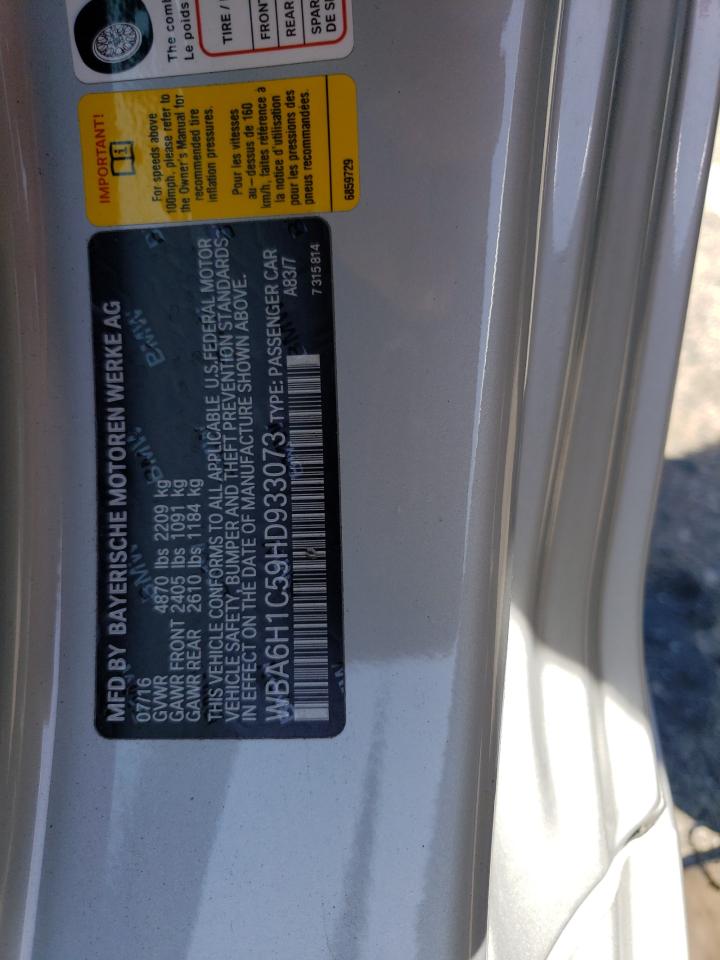 MFD BY BAYERISCHE MOTOREN WERKE AG
07/16
GVWR 4870 lbs 2209 kg
GAWR FRONT 2405 lbs 1091 kg
GAWR REAR 2610 lbs 1184 kg
THIS VEHICLE CONFORMS TO ALL APPLICABLE U.S.FEDERAL MOTOR
VEHICLE SAFETY, BUMPER AND THEFT PREVENTION STANDARDS
IN EFFECT ON THE DATE OF MANUFACTURE SHOWN ABOVE.
WBA6H1C59HD933073 TYPE: PASSENGER CAR
A83/7
7315814
IMPORTANT!
For speeds above
100mph, please refer to
the Owner's Manual for
recommended tire
inflation pressures.
Pour les vitesses
au-dessus de 160
km/h, faites référence à
la notice d'utilisation
pour les pressions des
pneus recommandées.
6859729
The comb
Le poids
TIRE /
FRONT
REAR
SPAR
DE S